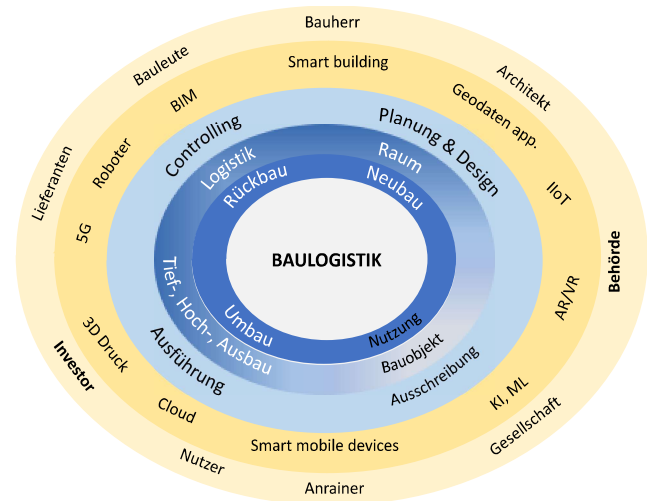 Bauherr
Architekt
Behörde
Gesellschaft
Anrainer
Nutzer
Investor
Lieferanten
Bauleute
Smart building
Geodaten app.
IIoT
AR/VR
KI, ML
Smart mobile devices
Cloud
3D Druck
5G
Roboter
BIM
Planung & Design
Ausschreibung
Ausführung
Controlling
Raum
Bauobjekt
Tief-, Hoch-, Ausbau
Logistik
Neubau
Nutzung
Umbau
Rückbau
BAULOGISTIK